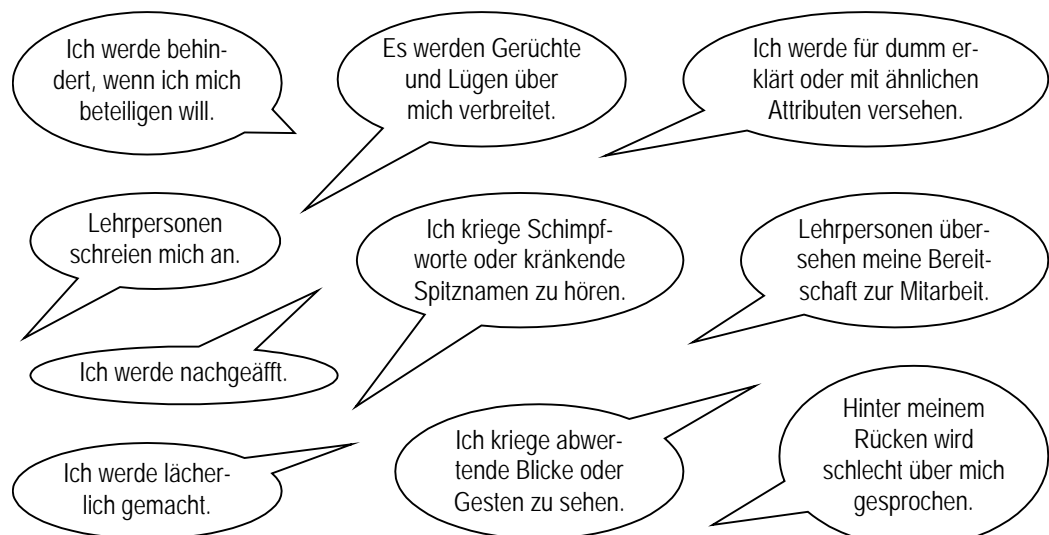 Ich werde behin-
dert, wenn ich mich
beteiligen will.
Es werden Gerüchte
und Lügen über
mich verbreitet.
Ich werde für dumm er-
klärt oder mit ähnlichen
Attributen versehen.
Lehrpersonen
schreien mich an.
Ich kriege Schimpf-
worte oder kränkende
Spitznamen zu hören.
Lehrpersonen über-
sehen meine Bereit-
schaft zur Mitarbeit.
Ich werde nachgeäfft.
Ich werde lächer-
lich gemacht.
Ich kriege abwer-
tende Blicke oder
Gesten zu sehen.
Hinter meinem
Rücken wird
schlecht über mich
gesprochen.